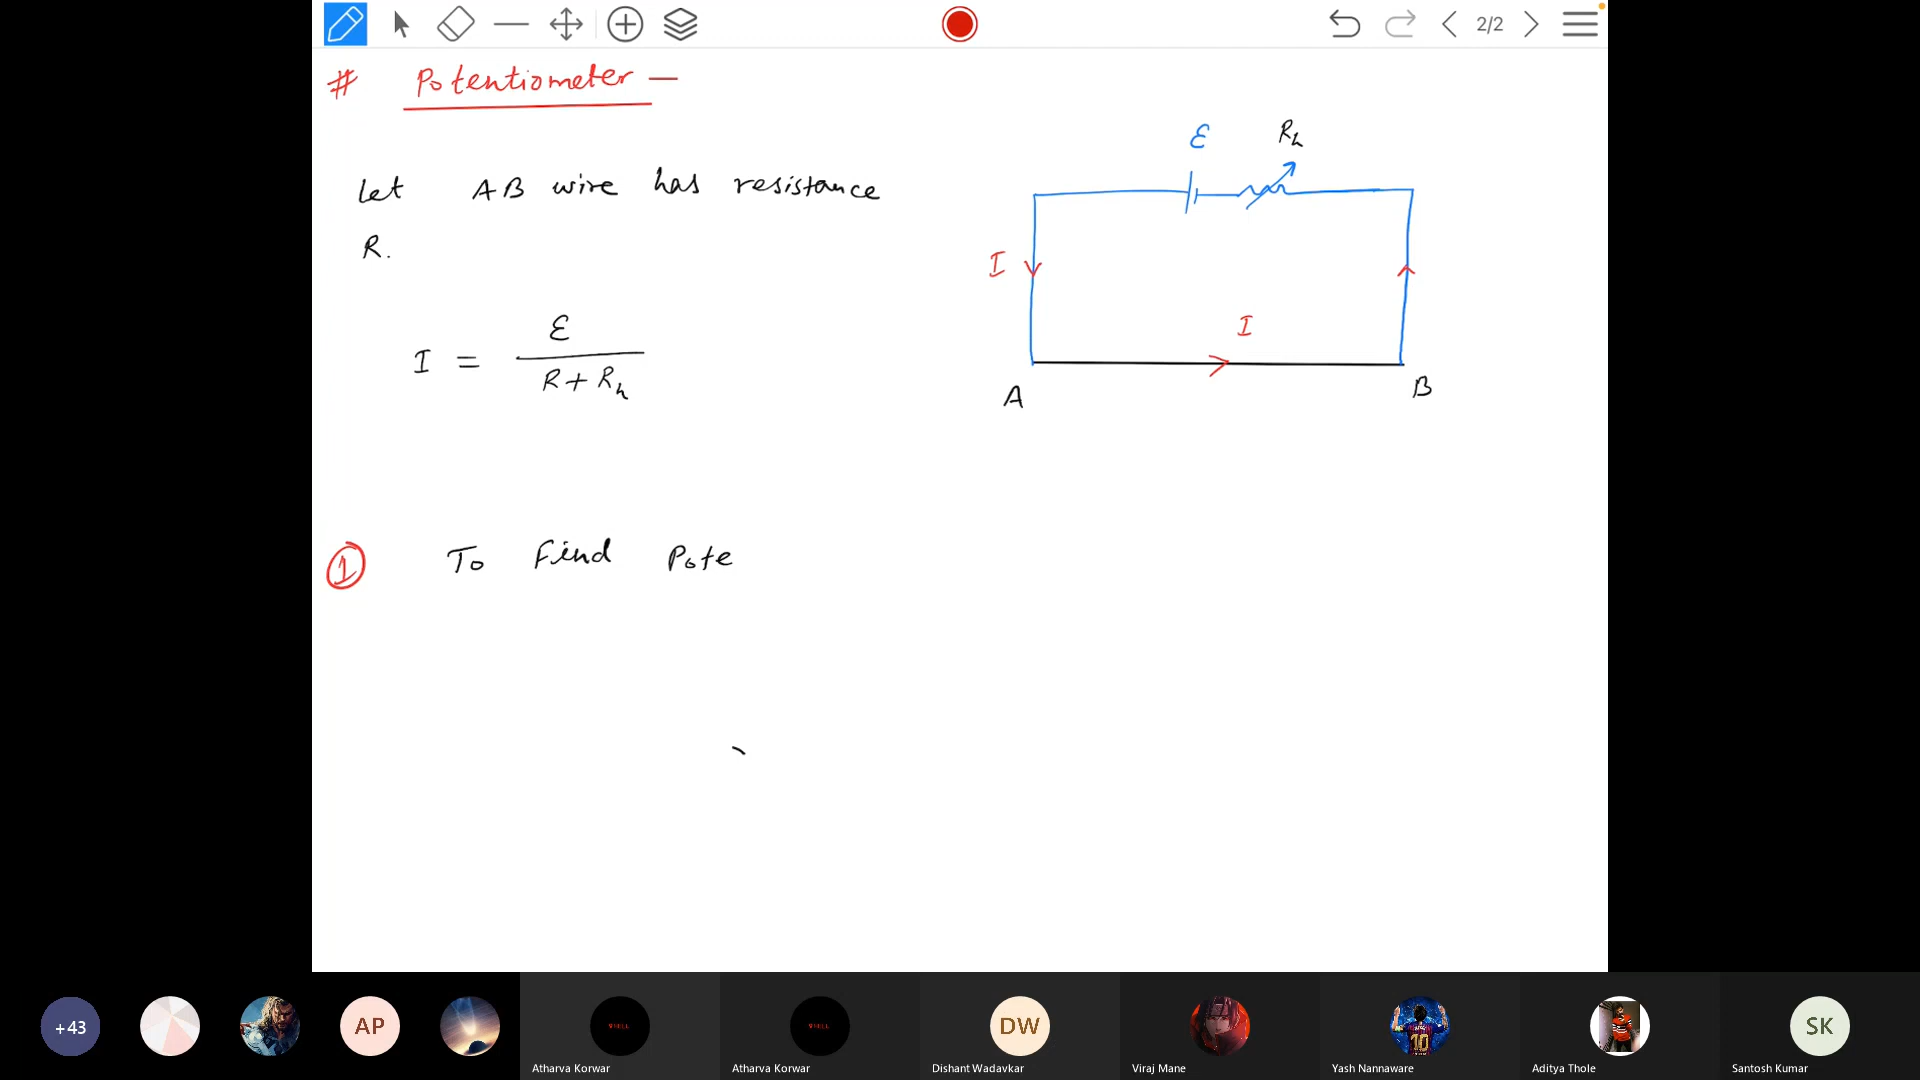 2/2
# Potentiometer —
Ɛ
Rh
Let AB wire has resistance
R.
I
Ɛ
I = ———
R + Rh
I
A
B
① To Find Pote
+43
AP
DW
10
SK
Atharva Korwar
Atharva Korwar
Dishant Wadavkar
Viraj Mane
Yash Nannaware
Aditya Thole
Santosh Kumar